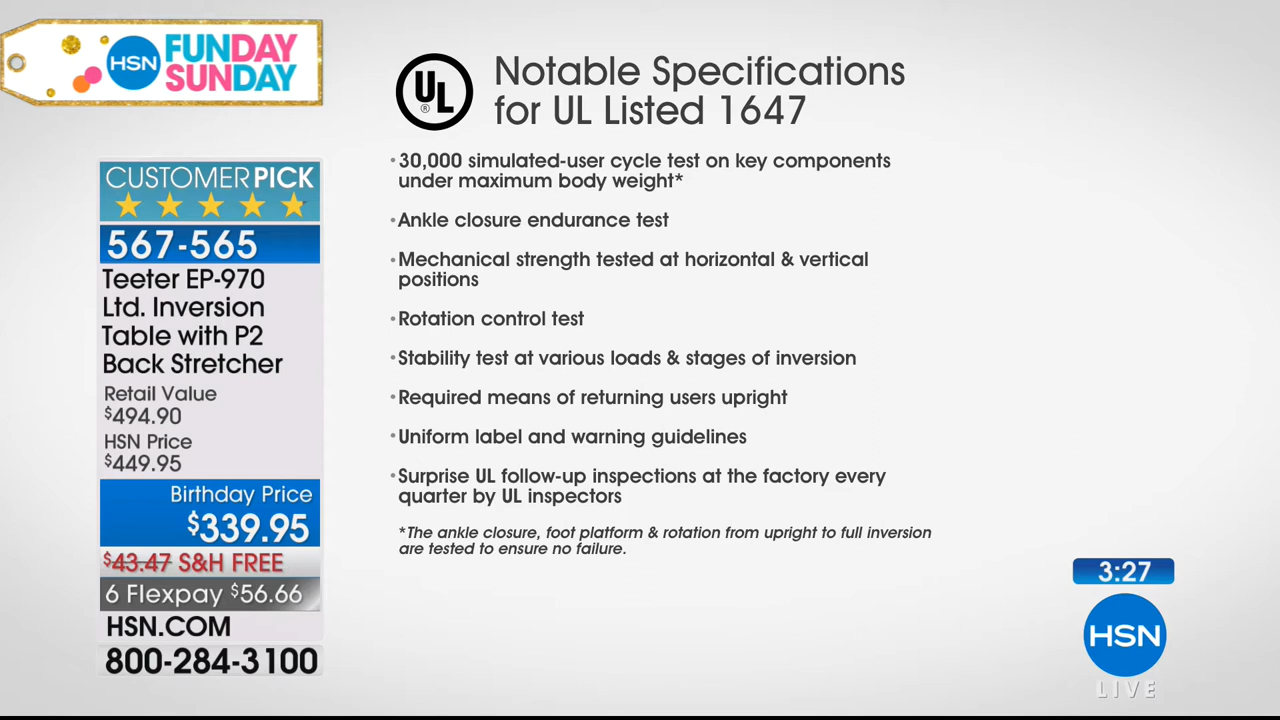 HSN FUNDAY
SUNDAY
CUSTOMER PICK
567-565
Teeter EP-970
Ltd. Inversion
Table with P2
Back Stretcher
Retail Value
$494.90
HSN Price
$449.95
Birthday Price
$339.95
$43.47 S&H FREE
6 Flexpay $56.66
HSN.COM
800-284-3100
UL®
Notable Specifications
for UL Listed 1647
•30,000 simulated-user cycle test on key components
under maximum body weight*
•Ankle closure endurance test
•Mechanical strength tested at horizontal & vertical
positions
•Rotation control test
•Stability test at various loads & stages of inversion
•Required means of returning users upright
•Uniform label and warning guidelines
•Surprise UL follow-up inspections at the factory every
quarter by UL inspectors
*The ankle closure, foot platform & rotation from upright to full inversion
are tested to ensure no failure.
3:27
HSN
LIVE